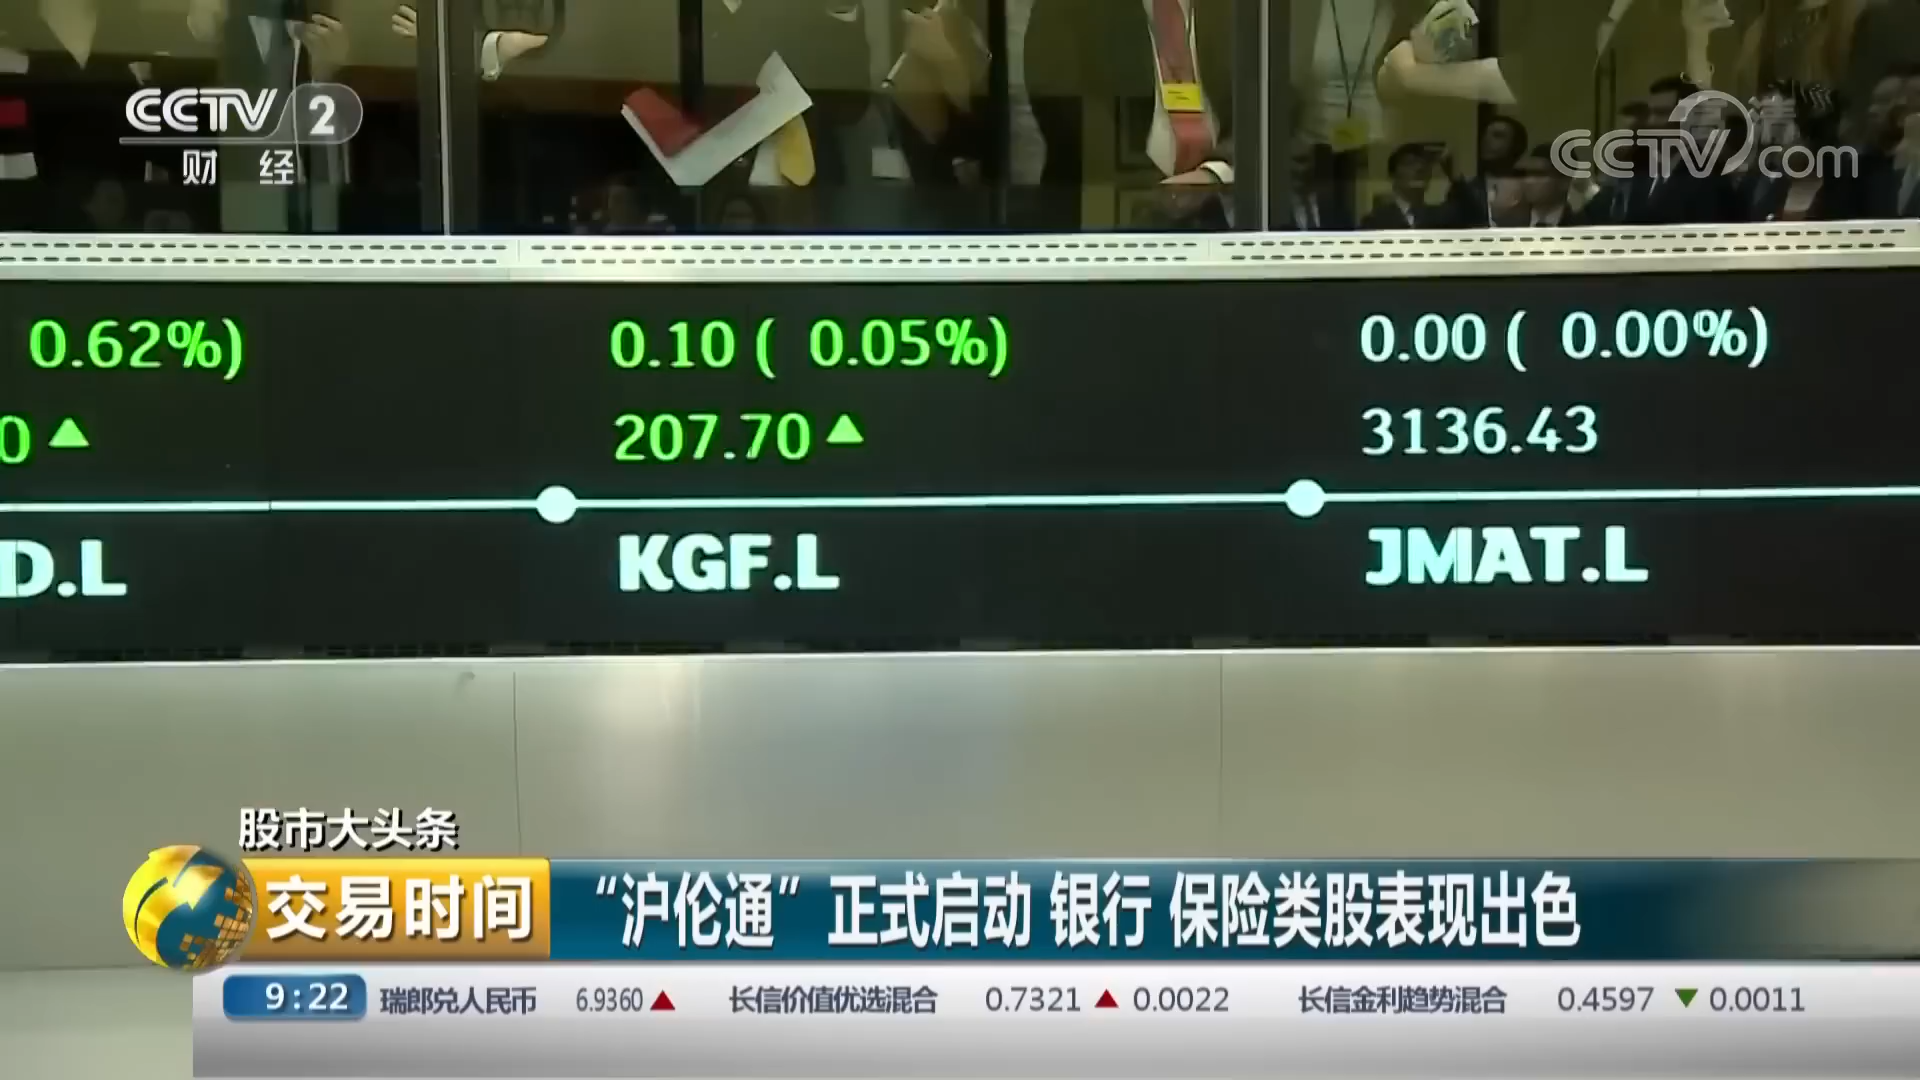 CCTV 2
财 经
CCTV com
0.62%) 0.10 ( 0.05%) 0.00 ( 0.00%)
0▲ 207.70▲ 3136.43
D.L KGF.L JMAT.L
股市大头条
交易时间 “沪伦通”正式启动 银行 保险类股表现出色
9:22 瑞郎兑人民币 6.9360▲ 长信价值优选混合 0.7321▲0.0022 长信金利趋势混合 0.4597▼0.0011